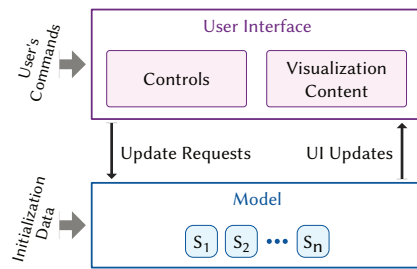 User Interface
User's
Commands
Controls
Visualization
Content
Update Requests
UI Updates
Initialization
Data
Model
S1 S2 ••• Sn